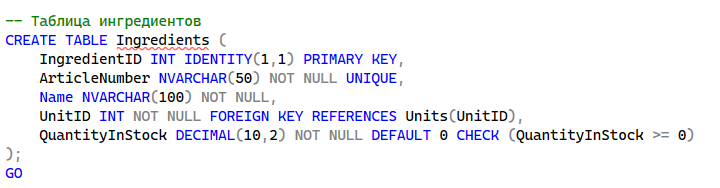 -- Таблица ингредиентов
CREATE TABLE Ingredients (
    IngredientID INT IDENTITY(1,1) PRIMARY KEY,
    ArticleNumber NVARCHAR(50) NOT NULL UNIQUE,
    Name NVARCHAR(100) NOT NULL,
    UnitID INT NOT NULL FOREIGN KEY REFERENCES Units(UnitID),
    QuantityInStock DECIMAL(10,2) NOT NULL DEFAULT 0 CHECK (QuantityInStock >= 0)
);
GO